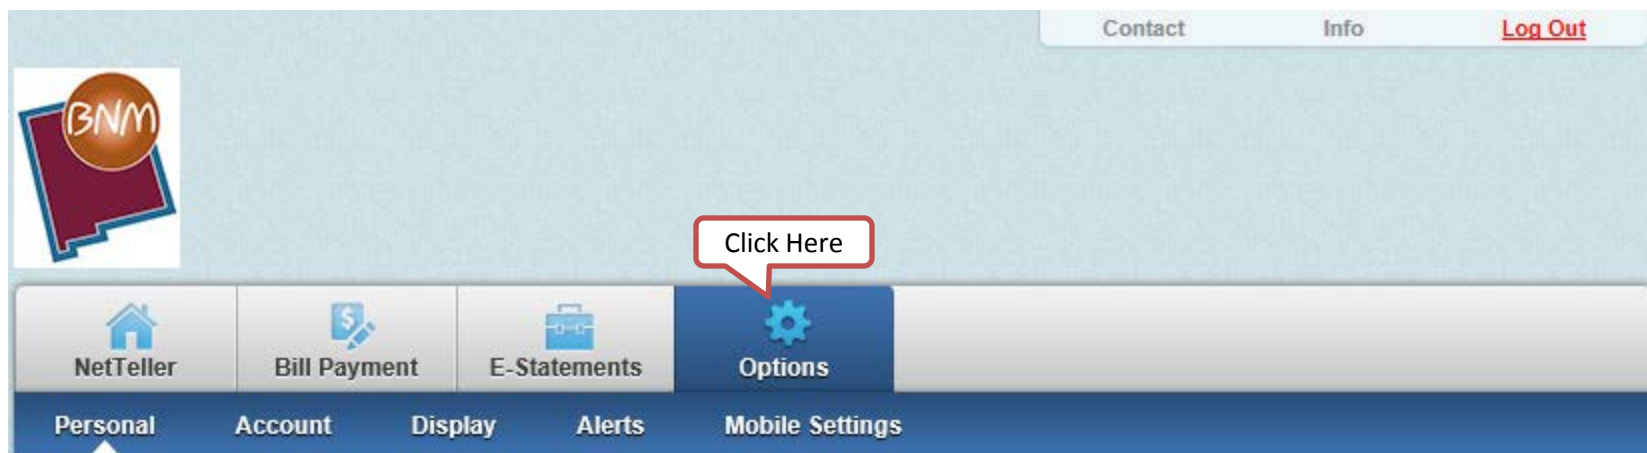 Contact Info Log Out
BNM
Click Here
$
NetTeller Bill Payment E-Statements Options
Personal Account Display Alerts Mobile Settings